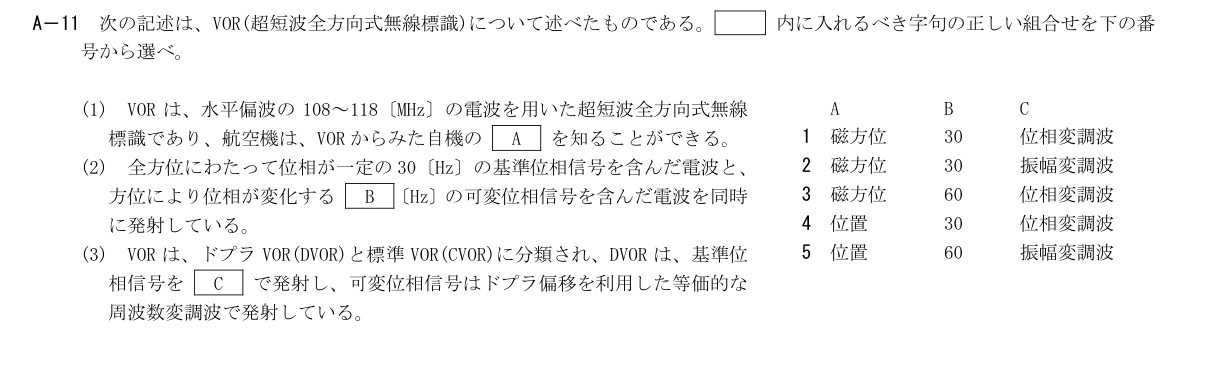 A－11 次の記述は、VOR(超短波全方向式無線標識)について述べたものである。 内に入れるべき字句の正しい組合せを下の番
号から選べ。
(1) VOR は、水平偏波の 108～118〔MHz〕の電波を用いた超短波全方向式無線
標識であり、航空機は、VOR からみた自機の A を知ることができる。
(2) 全方位にわたって位相が一定の 30〔Hz〕の基準位相信号を含んだ電波と、
方位により位相が変化する B 〔Hz〕の可変位相信号を含んだ電波を同時
に発射している。
(3) VOR は、ドプラ VOR(DVOR)と標準 VOR(CVOR)に分類され、DVOR は、基準位
相信号を C で発射し、可変位相信号はドプラ偏移を利用した等価的な
周波数変調波で発射している。
A B C
1 磁方位 30 位相変調波
2 磁方位 30 振幅変調波
3 磁方位 60 位相変調波
4 位置 30 位相変調波
5 位置 60 振幅変調波